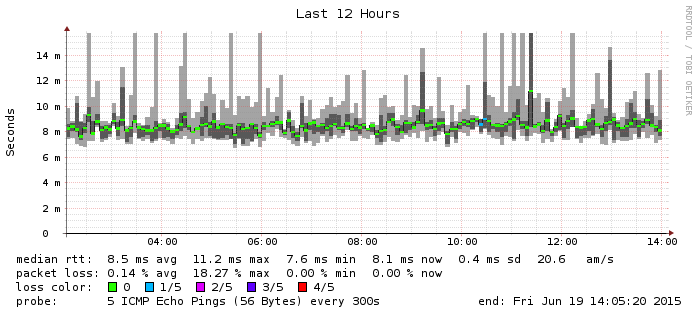 Last 12 Hours
RRDTOOL / TOBI OETIKER
Seconds
14 m
12 m
10 m
8 m
6 m
4 m
2 m
0
04:00 06:00 08:00 10:00 12:00 14:00
median rtt: 8.5 ms avg 11.2 ms max 7.6 ms min 8.1 ms now 0.4 ms sd 20.6 am/s
packet loss: 0.14 % avg 18.27 % max 0.00 % min 0.00 % now
loss color: 0 1/5 2/5 3/5 4/5
probe: 5 ICMP Echo Pings (56 Bytes) every 300s end: Fri Jun 19 14:05:20 2015